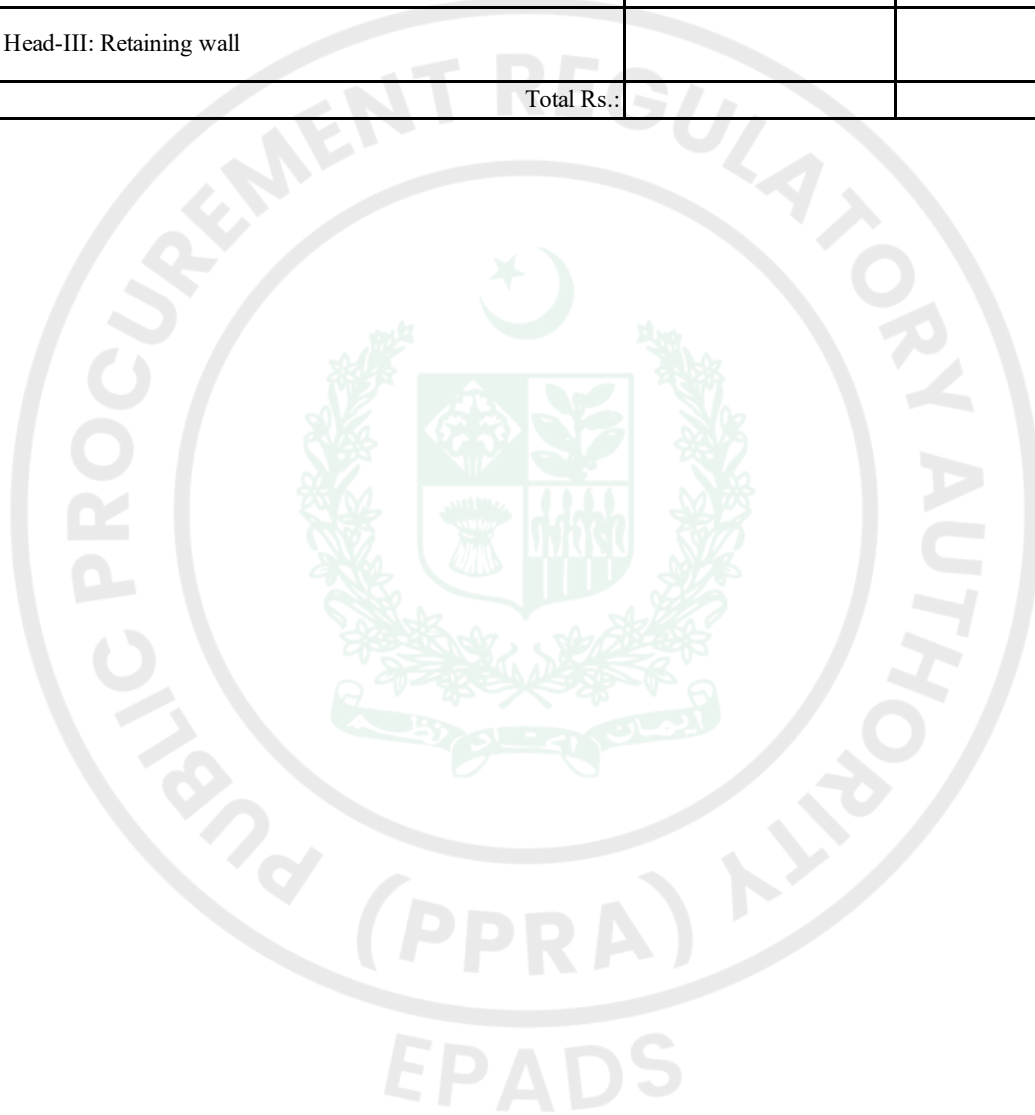 Head-III: Retaining wall
Total Rs.:
PUBLIC PROCUREMENT REGULATORY AUTHORITY
(PPRA)
EPADS